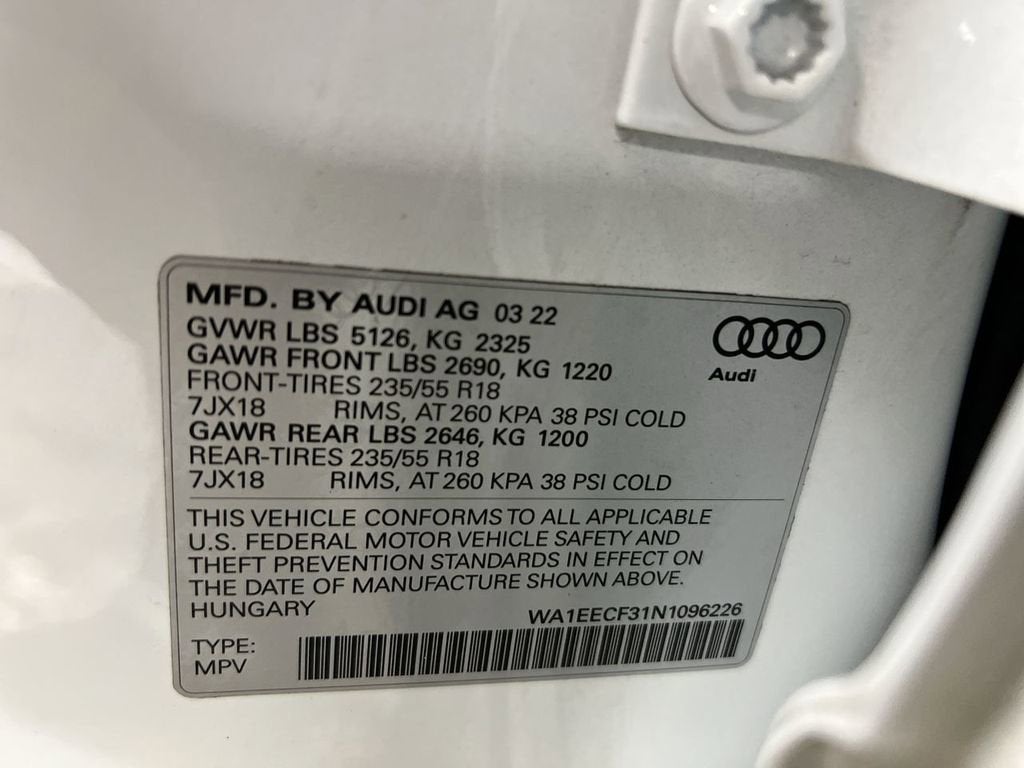 MFD. BY AUDI AG 03 22
GVWR LBS 5126, KG 2325
GAWR FRONT LBS 2690, KG 1220
FRONT-TIRES 235/55 R18
7JX18 RIMS, AT 260 KPA 38 PSI COLD
GAWR REAR LBS 2646, KG 1200
REAR-TIRES 235/55 R18
7JX18 RIMS, AT 260 KPA 38 PSI COLD
Audi
THIS VEHICLE CONFORMS TO ALL APPLICABLE
U.S. FEDERAL MOTOR VEHICLE SAFETY AND
THEFT PREVENTION STANDARDS IN EFFECT ON
THE DATE OF MANUFACTURE SHOWN ABOVE.
HUNGARY WA1EECF31N1096226
TYPE:
MPV